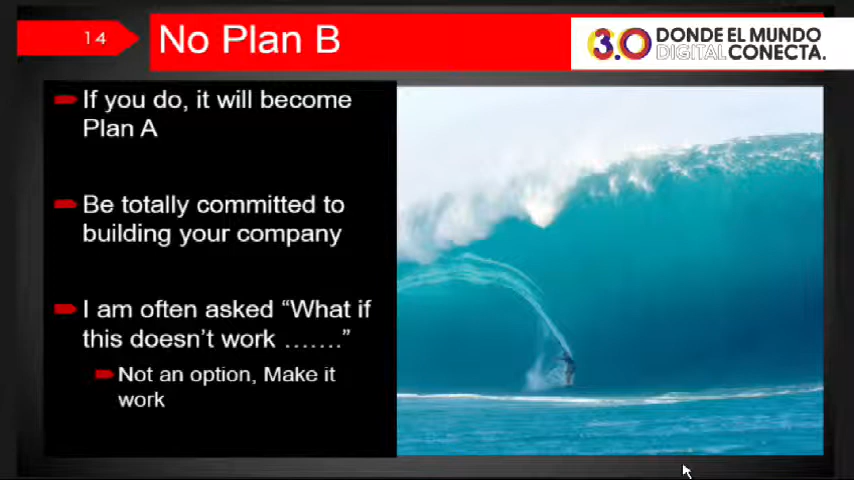 14
No Plan B
3.0 DONDE EL MUNDO
DIGITAL CONECTA.
If you do, it will become
Plan A
Be totally committed to
building your company
I am often asked “What if
this doesn’t work …….”
Not an option, Make it
work